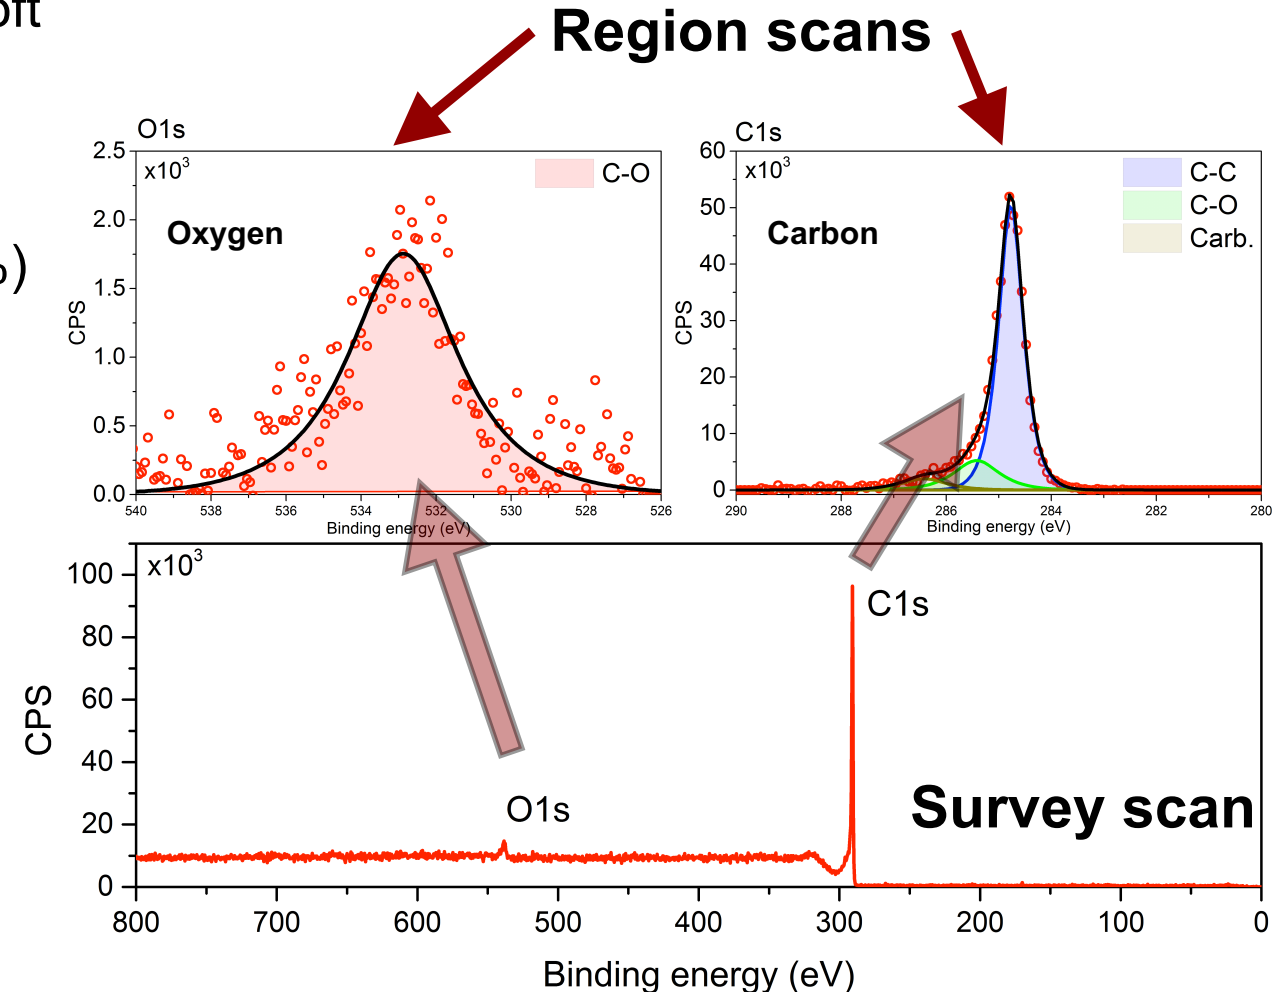 Region scans
O1s
2.5
2.0
1.5
1.0
0.5
0.0
x10³
C-O
Oxygen
CPS
540 538 536 534 532 530 528 526
Binding energy (eV)
C1s
60
50
40
30
20
10
0
x10³
C-C
C-O
Carb.
Carbon
CPS
290 288 286 284 282 280
Binding energy (eV)
x10³
100
80
60
40
20
0
CPS
C1s
O1s
Survey scan
800 700 600 500 400 300 200 100 0
Binding energy (eV)